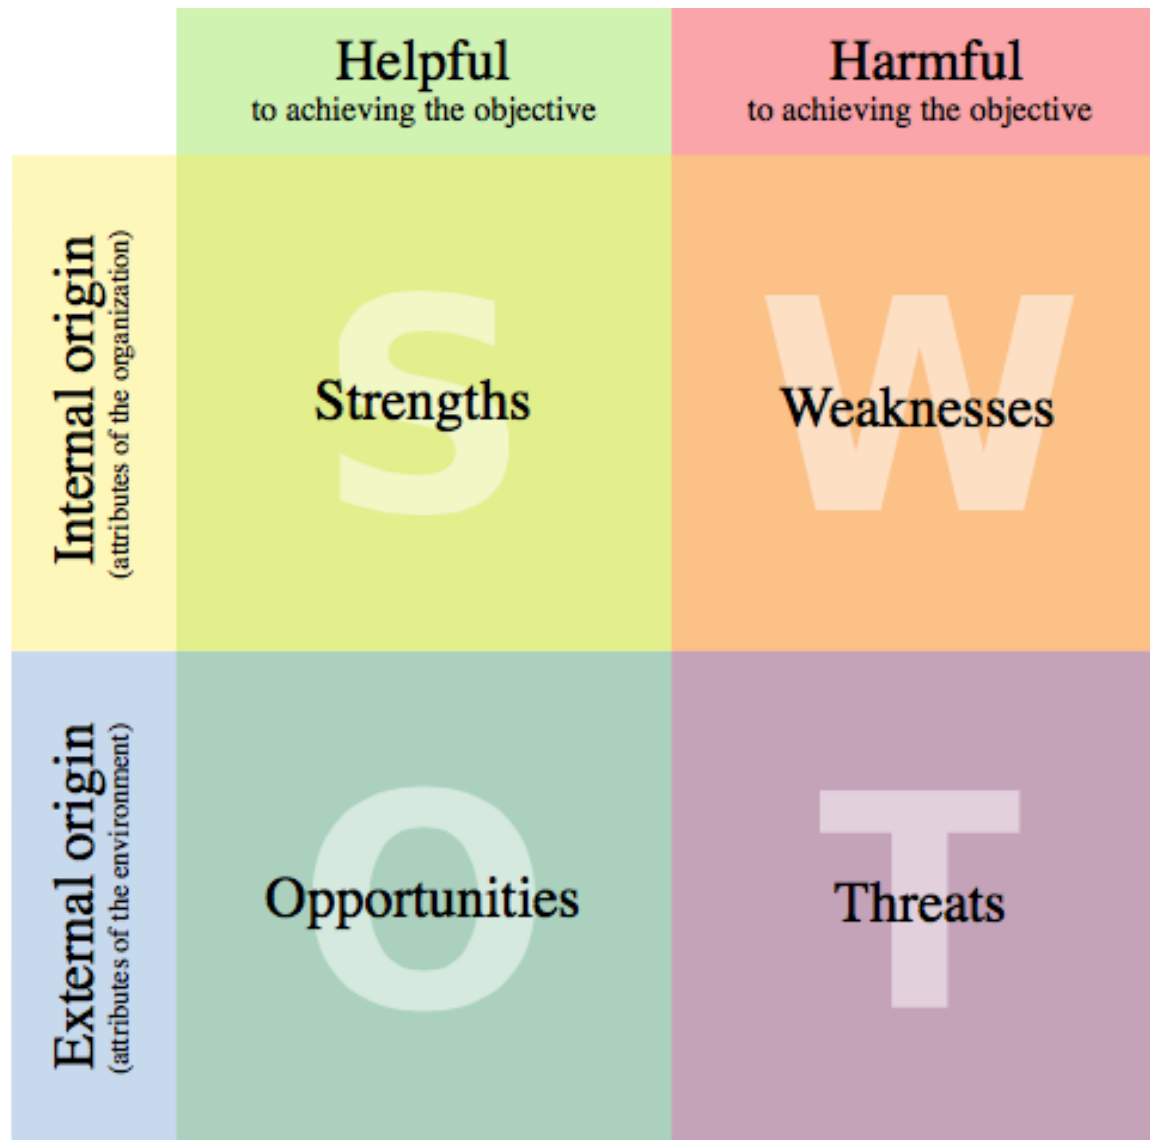 Helpful
to achieving the objective
Harmful
to achieving the objective
Internal origin
(attributes of the organization)
S
Strengths
W
Weaknesses
External origin
(attributes of the environment)
O
Opportunities
T
Threats